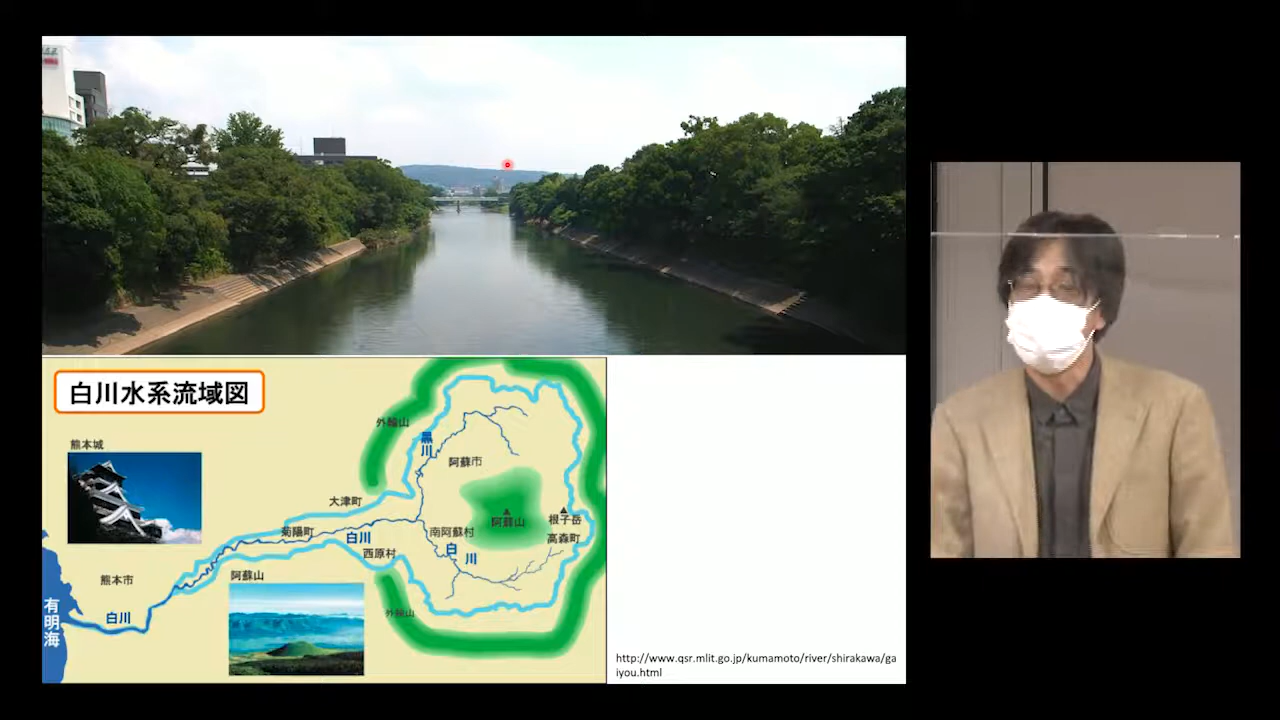 白川水系流域図
熊本城
外輪山
黒川
阿蘇市
大津町
阿蘇山
根子岳
菊陽町
白川
南阿蘇村
高森町
西原村
白川
熊本市
阿蘇山
有明海
白川
外輪山
http://www.qsr.mlit.go.jp/kumamoto/river/shirakawa/ga
iyou.html